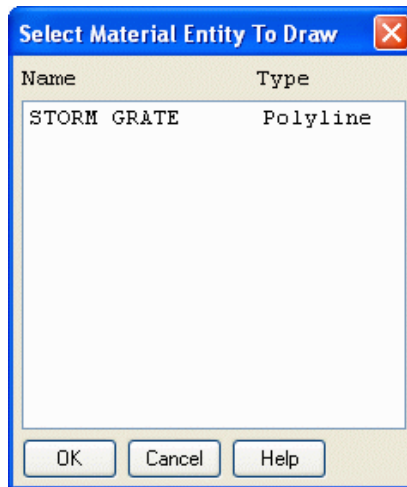 Select Material Entity To Draw
Name Type
STORM GRATE Polyline
OK Cancel Help